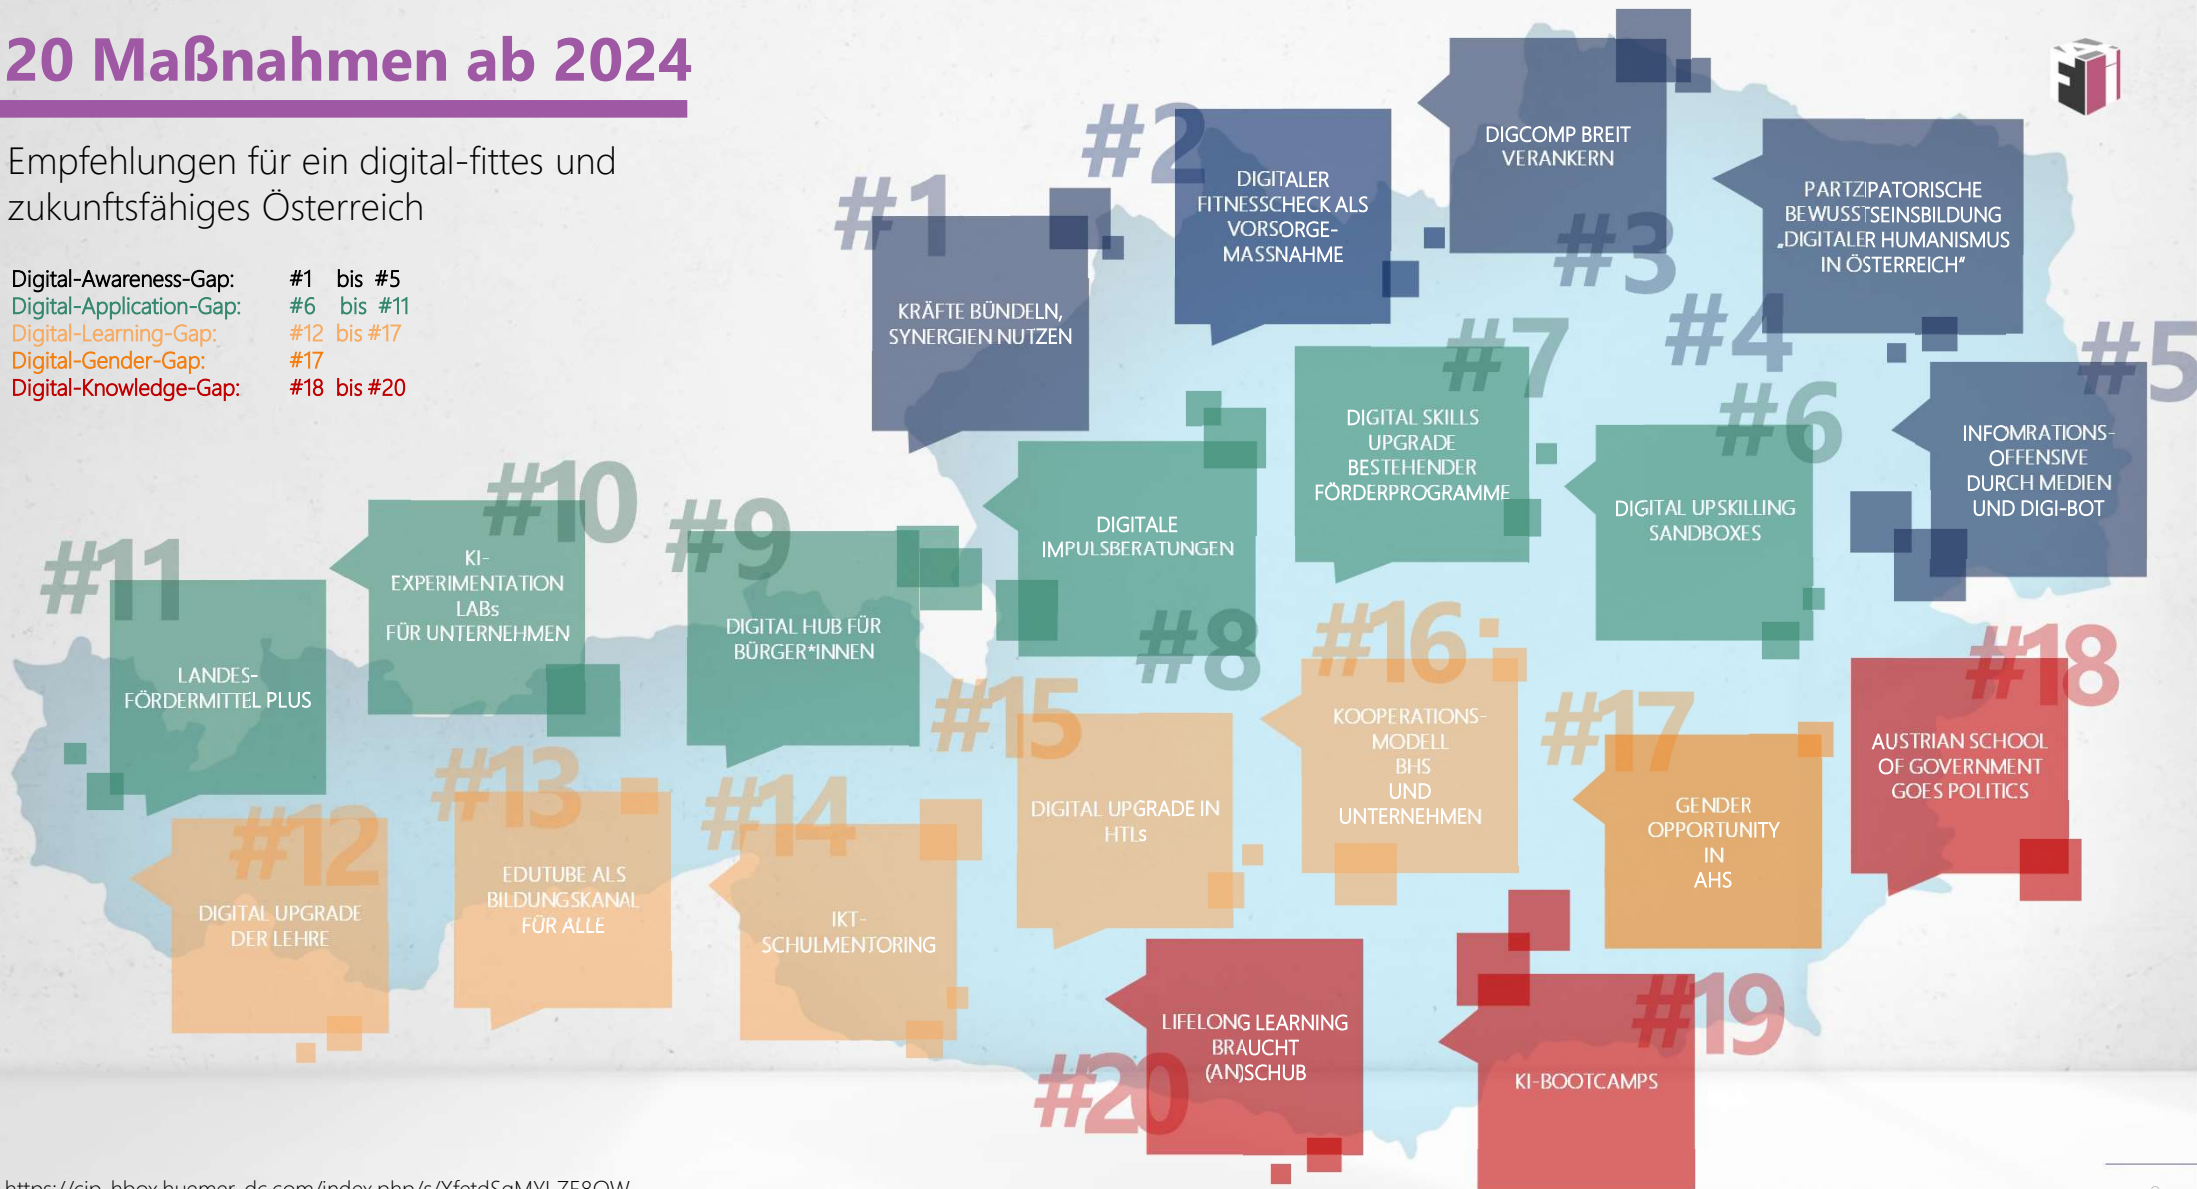 20 Maßnahmen ab 2024
Empfehlungen für ein digital-fittes und
zukunftsfähiges Österreich
Digital-Awareness-Gap: #1 bis #5
Digital-Application-Gap: #6 bis #11
Digital-Learning-Gap: #12 bis #17
Digital-Gender-Gap: #17
Digital-Knowledge-Gap: #18 bis #20
#1
KRÄFTE BÜNDELN,
SYNERGIEN NUTZEN
#2
DIGITALER
FITNESSCHECK ALS
VORSORGE-
MASSNAHME
DIGCOMP BREIT
VERANKERN
#3
PARTZIPATORISCHE
BEWUSSTSEINSBILDUNG
„DIGITALER HUMANISMUS
IN ÖSTERREICH“
#4
#5
INFOMRATIONS-
OFFENSIVE
DURCH MEDIEN
UND DIGI-BOT
#6
DIGITAL UPSKILLING
SANDBOXES
#7
DIGITAL SKILLS
UPGRADE
BESTEHENDER
FÖRDERPROGRAMME
DIGITALE
IMPULSBERATUNGEN
#8
#9
DIGITAL HUB FÜR
BÜRGER*INNEN
#10
KI-
EXPERIMENTATION
LABs
FÜR UNTERNEHMEN
#11
LANDES-
FÖRDERMITTEL PLUS
#12
DIGITAL UPGRADE
DER LEHRE
#13
EDUTUBE ALS
BILDUNGSKANAL
FÜR ALLE
#14
IKT-
SCHULMENTORING
#15
DIGITAL UPGRADE IN
HTLs
#16
KOOPERATIONS-
MODELL
BHS
UND
UNTERNEHMEN
#17
GENDER
OPPORTUNITY
IN
AHS
#18
AUSTRIAN SCHOOL
OF GOVERNMENT
GOES POLITICS
#19
KI-BOOTCAMPS
#20
LIFELONG LEARNING
BRAUCHT
(AN)SCHUB